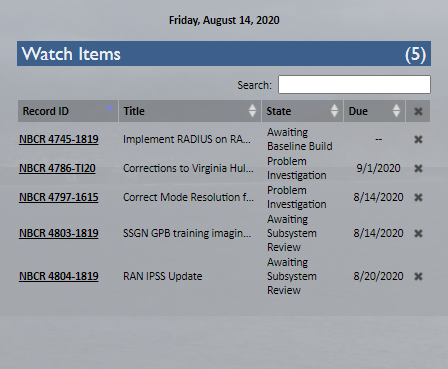 Friday, August 14, 2020
Watch Items (5)
Search:
Record ID Title State Due ×
NBCR 4745-1819 Implement RADIUS on RA... Awaiting Baseline Build -- ×
NBCR 4786-TI20 Corrections to Virginia Hul... Problem Investigation 9/1/2020 ×
NBCR 4797-1615 Correct Mode Resolution f... Problem Investigation 8/14/2020 ×
NBCR 4803-1819 SSGN GPB training imagin... Awaiting Subsystem Review 8/14/2020 ×
NBCR 4804-1819 RAN IPSS Update Awaiting Subsystem Review 8/20/2020 ×